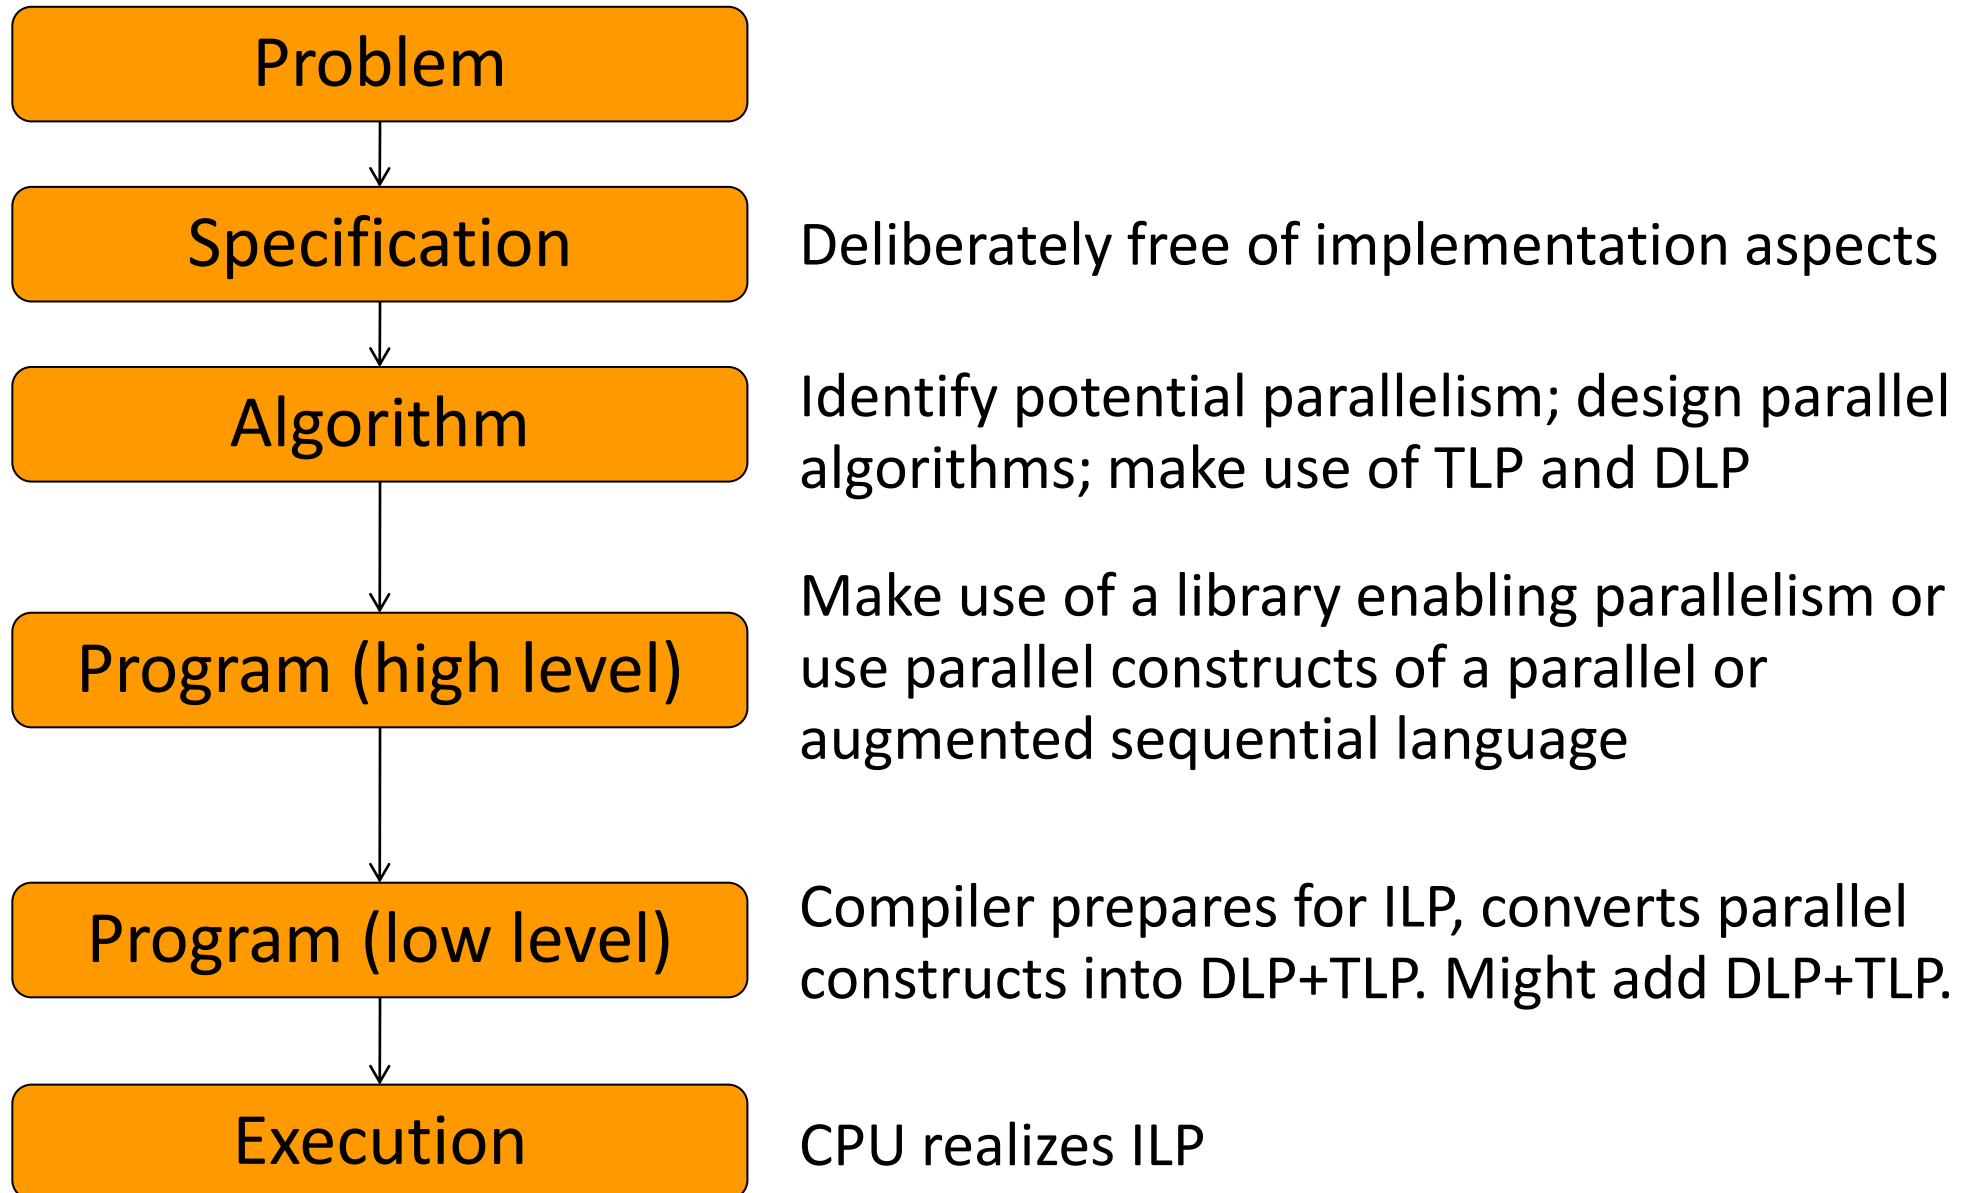 Problem
Specification
Deliberately free of implementation aspects
Algorithm
Identify potential parallelism; design parallel
algorithms; make use of TLP and DLP
Program (high level)
Make use of a library enabling parallelism or
use parallel constructs of a parallel or
augmented sequential language
Program (low level)
Compiler prepares for ILP, converts parallel
constructs into DLP+TLP. Might add DLP+TLP.
Execution
CPU realizes ILP